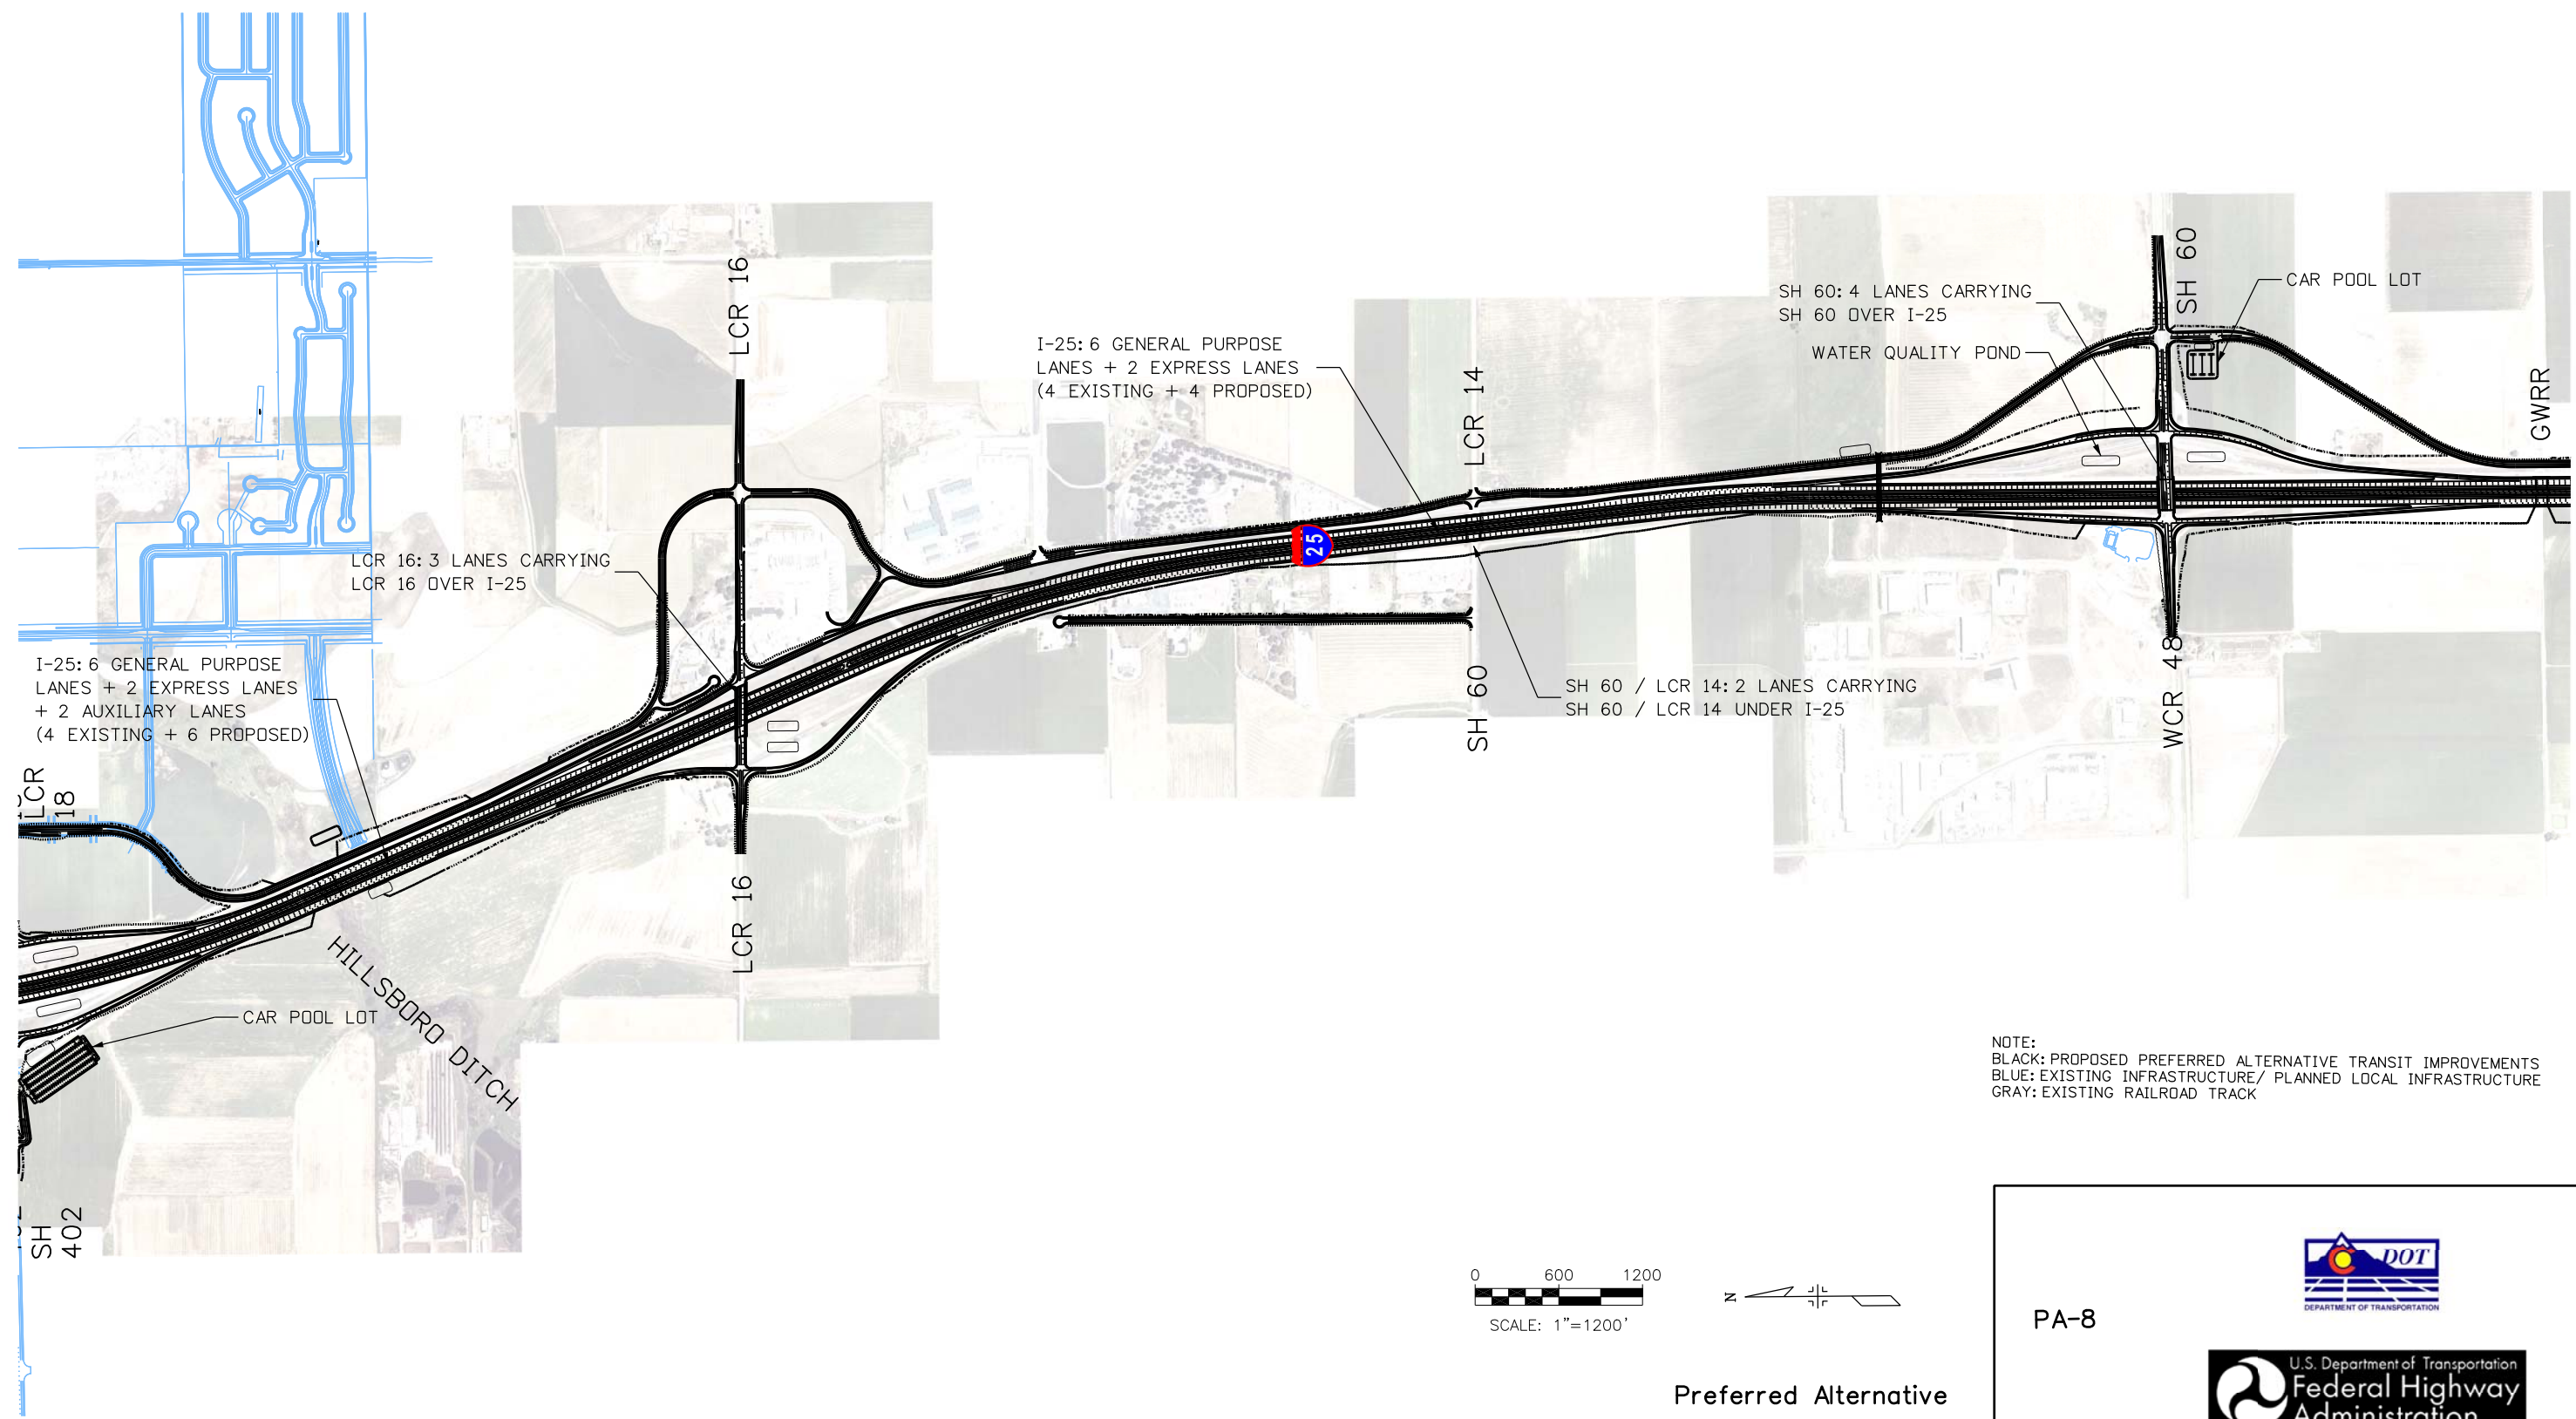 LCR 16
SH 60
CAR POOL LOT
SH 60: 4 LANES CARRYING
SH 60 OVER I-25
WATER QUALITY POND
I-25: 6 GENERAL PURPOSE
LANES + 2 EXPRESS LANES
(4 EXISTING + 4 PROPOSED)
LCR 14
GWRR
25
LCR 16: 3 LANES CARRYING
LCR 16 OVER I-25
I-25: 6 GENERAL PURPOSE
LANES + 2 EXPRESS LANES
+ 2 AUXILIARY LANES
(4 EXISTING + 6 PROPOSED)
SH 60
SH 60 / LCR 14: 2 LANES CARRYING
SH 60 / LCR 14 UNDER I-25
WCR 48
LCR
18
LCR 16
HILLSBORO DITCH
CAR POOL LOT
SH
402
NOTE:
BLACK: PROPOSED PREFERRED ALTERNATIVE TRANSIT IMPROVEMENTS
BLUE: EXISTING INFRASTRUCTURE/ PLANNED LOCAL INFRASTRUCTURE
GRAY: EXISTING RAILROAD TRACK
0 600 1200
SCALE: 1"=1200'
N
Preferred Alternative
PA-8
DOT
DEPARTMENT OF TRANSPORTATION
U.S. Department of Transportation
Federal Highway
Administration